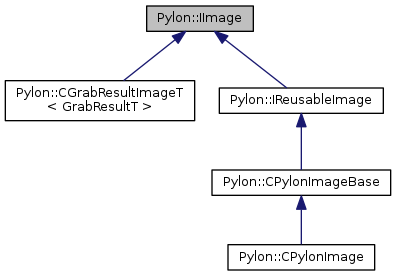 Pylon::IImage
Pylon::CGrabResultImageT
< GrabResultT >
Pylon::IReusableImage
Pylon::CPylonImageBase
Pylon::CPylonImage